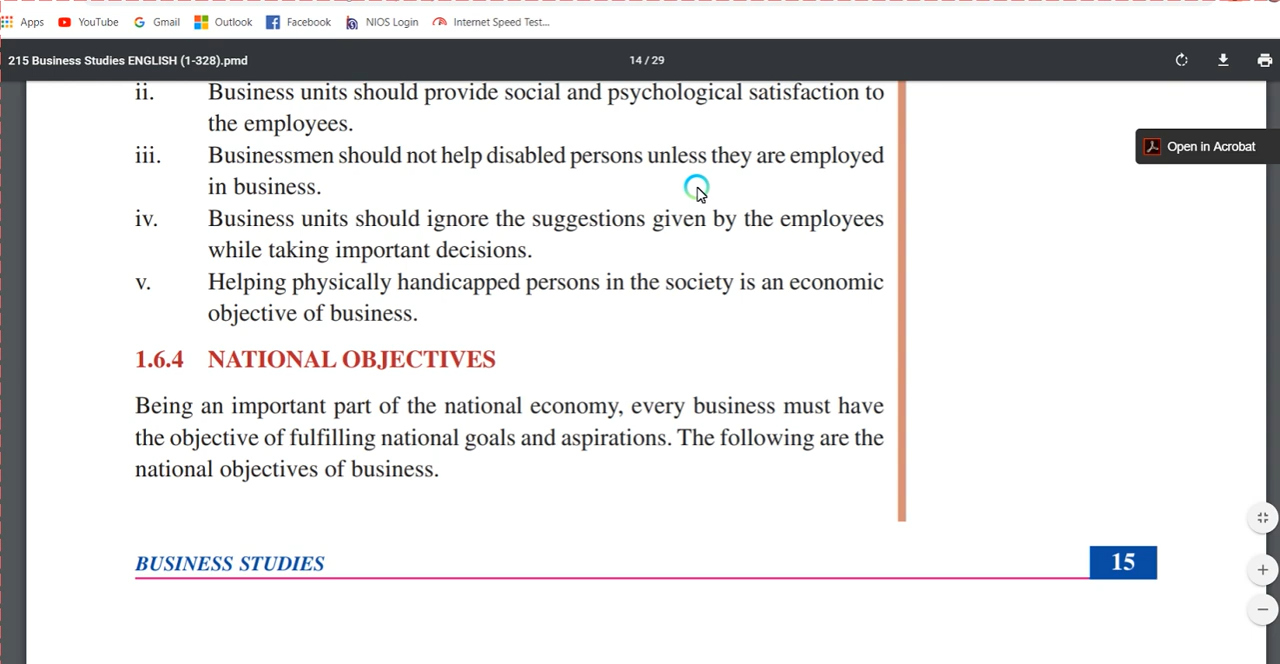 Apps YouTube Gmail Outlook Facebook NIOS Login Internet Speed Test...
215 Business Studies ENGLISH (1-328).pmd 14 / 29
ii. Business units should provide social and psychological satisfaction to
the employees.
Open in Acrobat
iii. Businessmen should not help disabled persons unless they are employed
in business.
iv. Business units should ignore the suggestions given by the employees
while taking important decisions.
v. Helping physically handicapped persons in the society is an economic
objective of business.
1.6.4 NATIONAL OBJECTIVES
Being an important part of the national economy, every business must have
the objective of fulfilling national goals and aspirations. The following are the
national objectives of business.
BUSINESS STUDIES 15